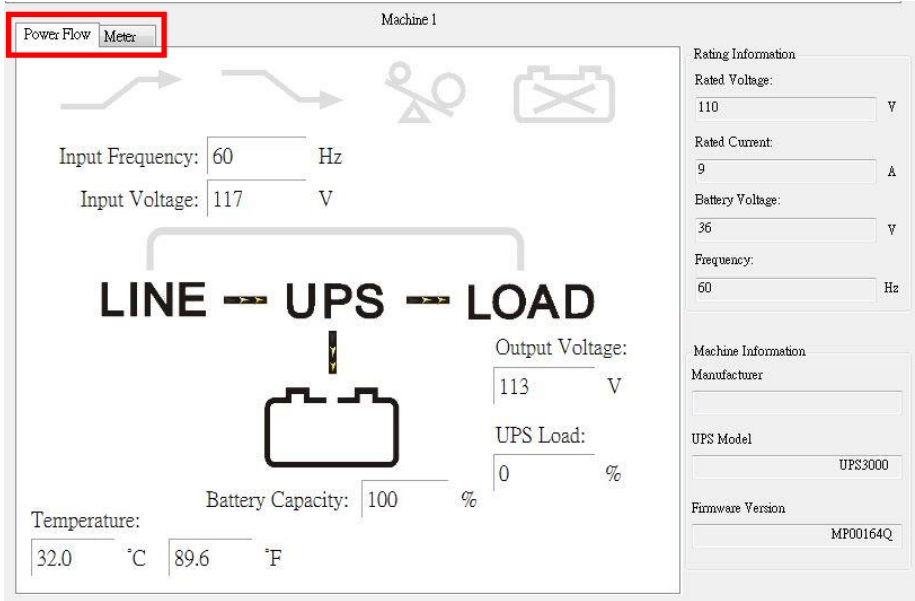 Machine 1
Power Flow Meter
Input Frequency: 60 Hz
Input Voltage: 117 V
LINE UPS LOAD
Output Voltage:
113 V
UPS Load:
0 %
Battery Capacity: 100 %
Temperature:
32.0 °C 89.6 °F
Rating Information
Rated Voltage:
110 V
Rated Current:
9 A
Battery Voltage:
36 V
Frequency:
60 Hz
Machine Information
Manufacturer
UPS Model
UPS3000
Firmware Version
MP00164Q